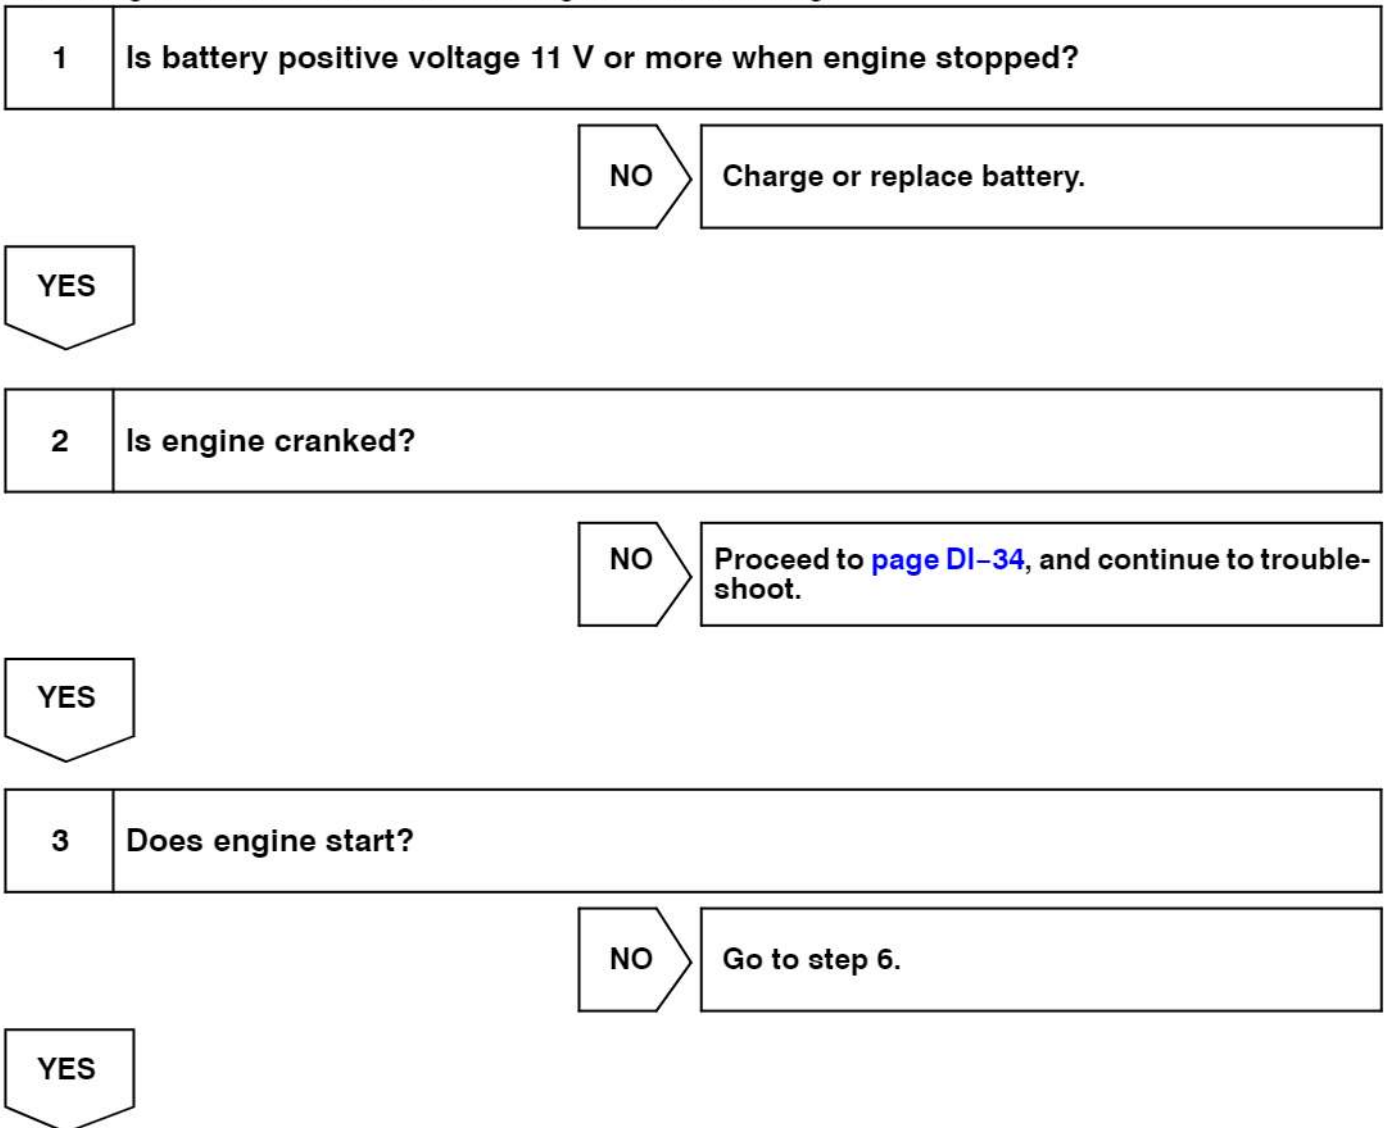 1
Is battery positive voltage 11 V or more when engine stopped?
NO
Charge or replace battery.
YES
2
Is engine cranked?
NO
Proceed to page DI–34, and continue to trouble-
shoot.
YES
3
Does engine start?
NO
Go to step 6.
YES